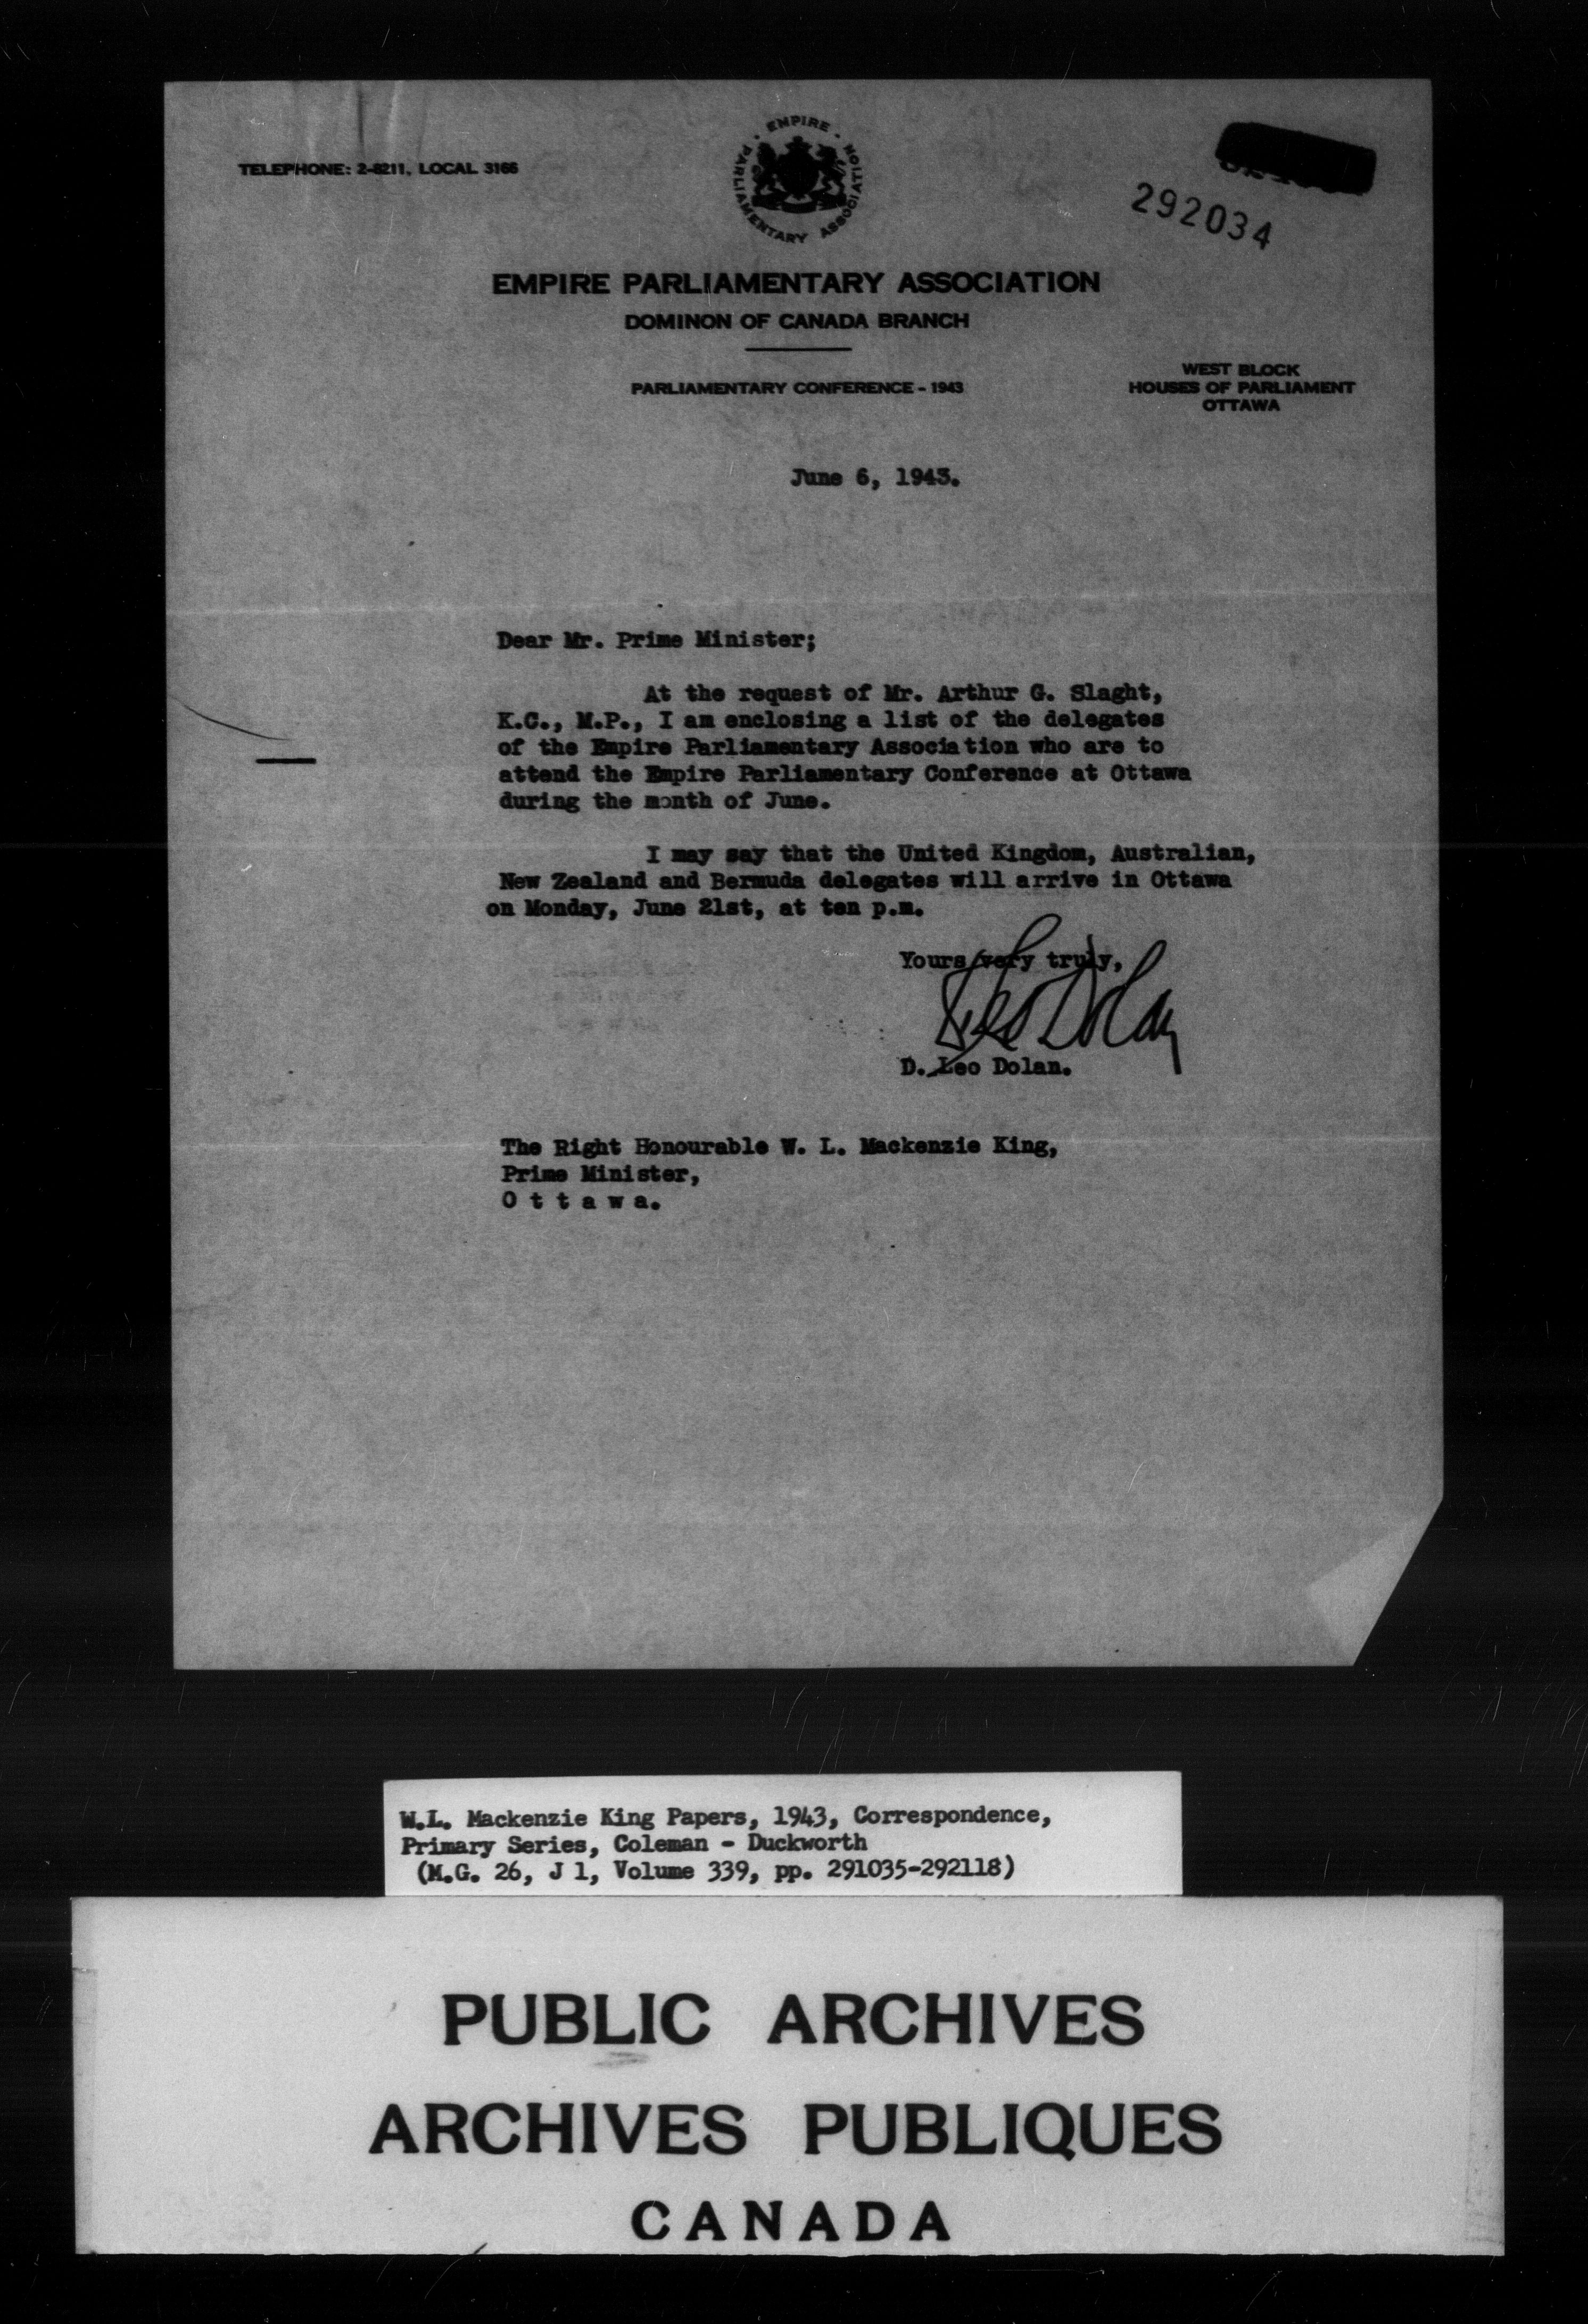 TELEPHONE: 2-8211, LOCAL 3166
EMPIRE PARLIAMENTARY ASSOCIATION
292034
EMPIRE PARLIAMENTARY ASSOCIATION
DOMINON OF CANADA BRANCH
PARLIAMENTARY CONFERENCE - 1943
WEST BLOCK
HOUSES OF PARLIAMENT
OTTAWA
June 6, 1943.
Dear Mr. Prime Minister;
At the request of Mr. Arthur G. Slaght,
K.C., M.P., I am enclosing a list of the delegates
of the Empire Parliamentary Association who are to
attend the Empire Parliamentary Conference at Ottawa
during the month of June.
I may say that the United Kingdom, Australian,
New Zealand and Bermuda delegates will arrive in Ottawa
on Monday, June 21st, at ten p.m.
Yours very truly,
Leo Dolan
D. Leo Dolan.
The Right Honourable W. L. Mackenzie King,
Prime Minister,
O t t a w a.
W.L. Mackenzie King Papers, 1943, Correspondence,
Primary Series, Coleman - Duckworth
(M.G. 26, J 1, Volume 339, pp. 291035-292118)
PUBLIC ARCHIVES
ARCHIVES PUBLIQUES
CANADA